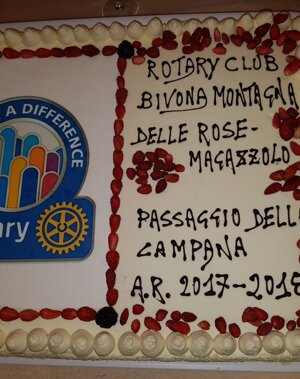 A DIFFERENCE
ary
ROTARY CLUB
BIVONA MONTAGNA
DELLE ROSE-
MAGAZZOLO
PASSAGGIO DELL
CAMPANA
A.R. 2017-2018